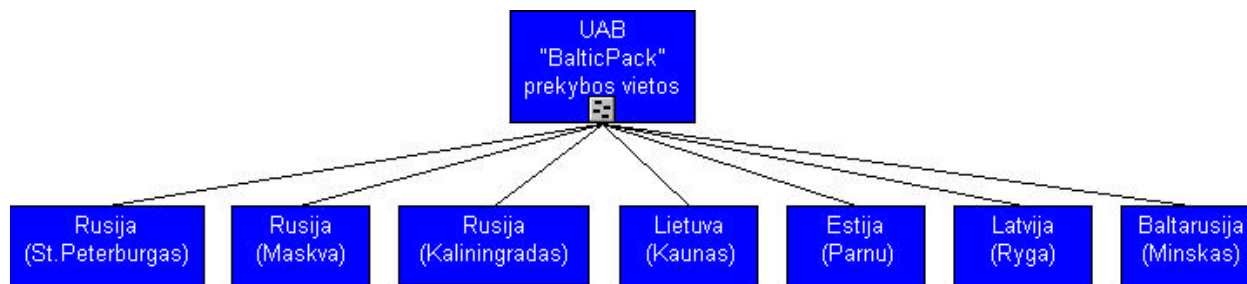 UAB
"BalticPack"
prekybos vietos
Rusija
(St.Peterburgas)
Rusija
(Maskva)
Rusija
(Kaliningradas)
Lietuva
(Kaunas)
Estija
(Parnu)
Latvija
(Ryga)
Baltarusija
(Minskas)